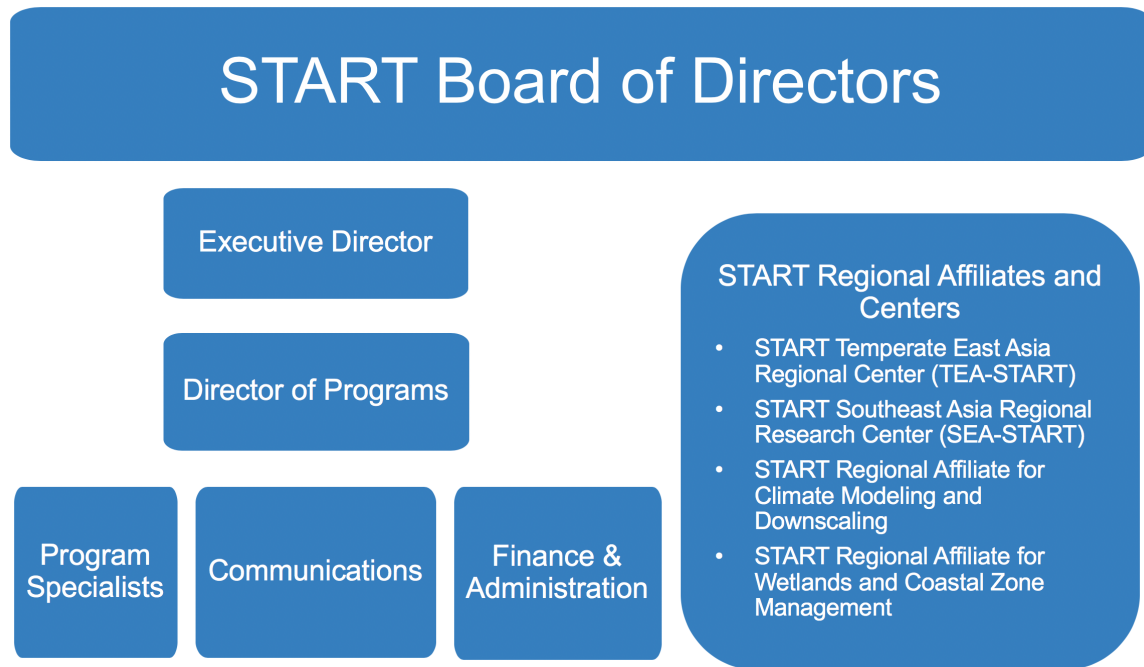 START Board of Directors
Executive Director
Director of Programs
Program
Specialists
Communications
Finance &
Administration
START Regional Affiliates and
Centers
• START Temperate East Asia
Regional Center (TEA-START)
• START Southeast Asia Regional
Research Center (SEA-START)
• START Regional Affiliate for
Climate Modeling and
Downscaling
• START Regional Affiliate for
Wetlands and Coastal Zone
Management